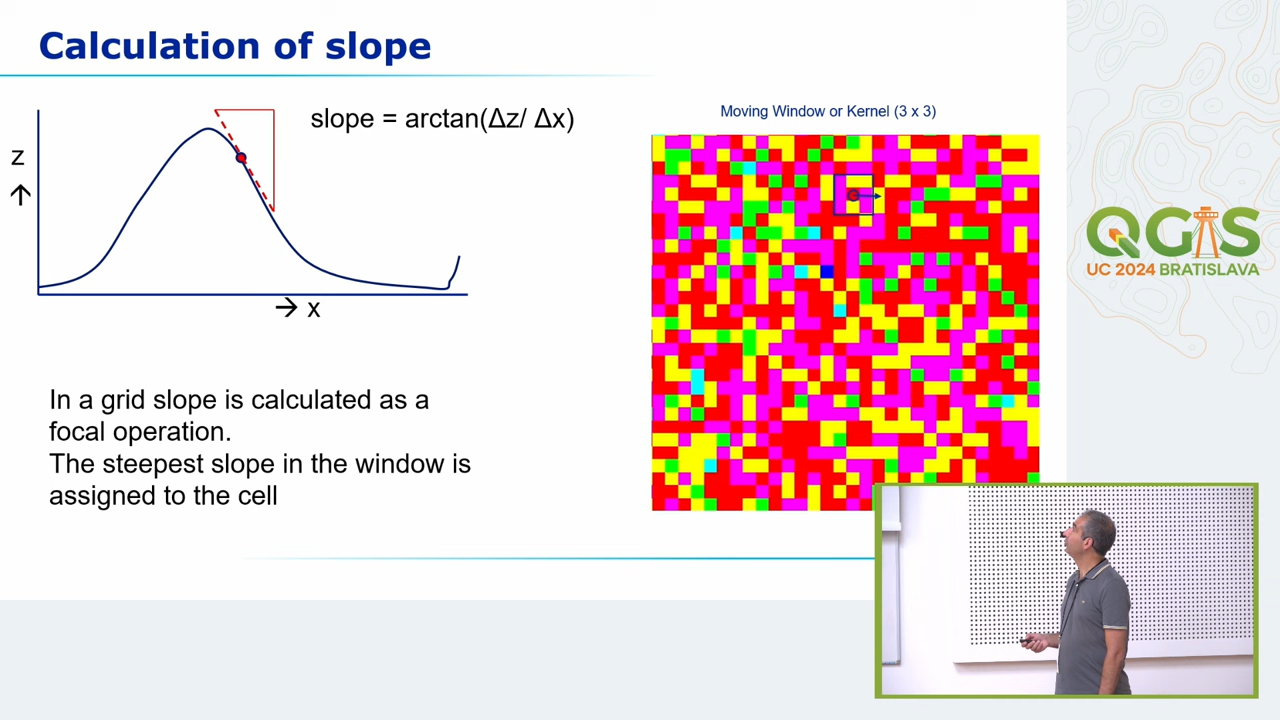 Calculation of slope
slope = arctan(Δz/ Δx)
z
↑
→ x
Moving Window or Kernel (3 x 3)
In a grid slope is calculated as a
focal operation.
The steepest slope in the window is
assigned to the cell
QGIS
UC 2024 BRATISLAVA